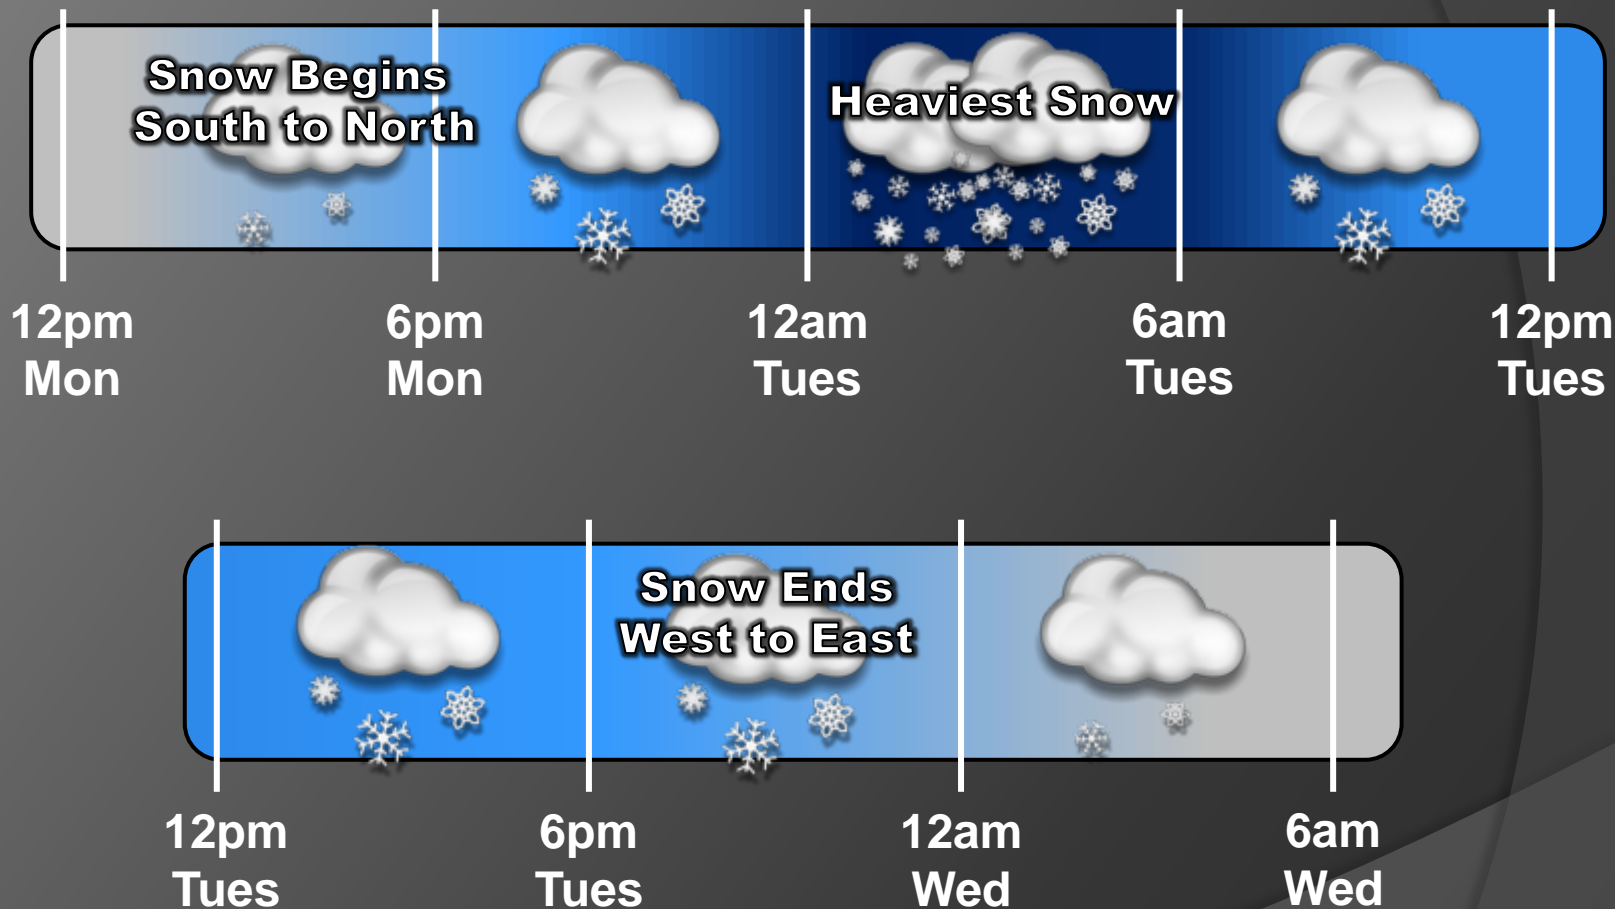 Snow Begins
South to North
Heaviest Snow
12pm
Mon
6pm
Mon
12am
Tues
6am
Tues
12pm
Tues
Snow Ends
West to East
12pm
Tues
6pm
Tues
12am
Wed
6am
Wed